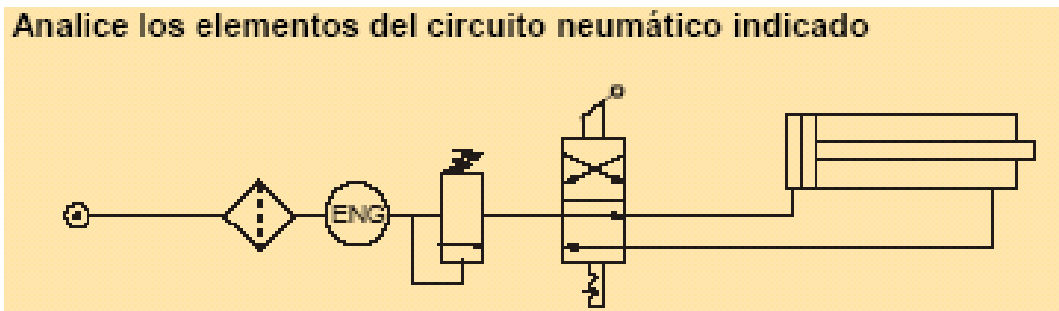 Analice los elementos del circuito neumático indicado
ENG